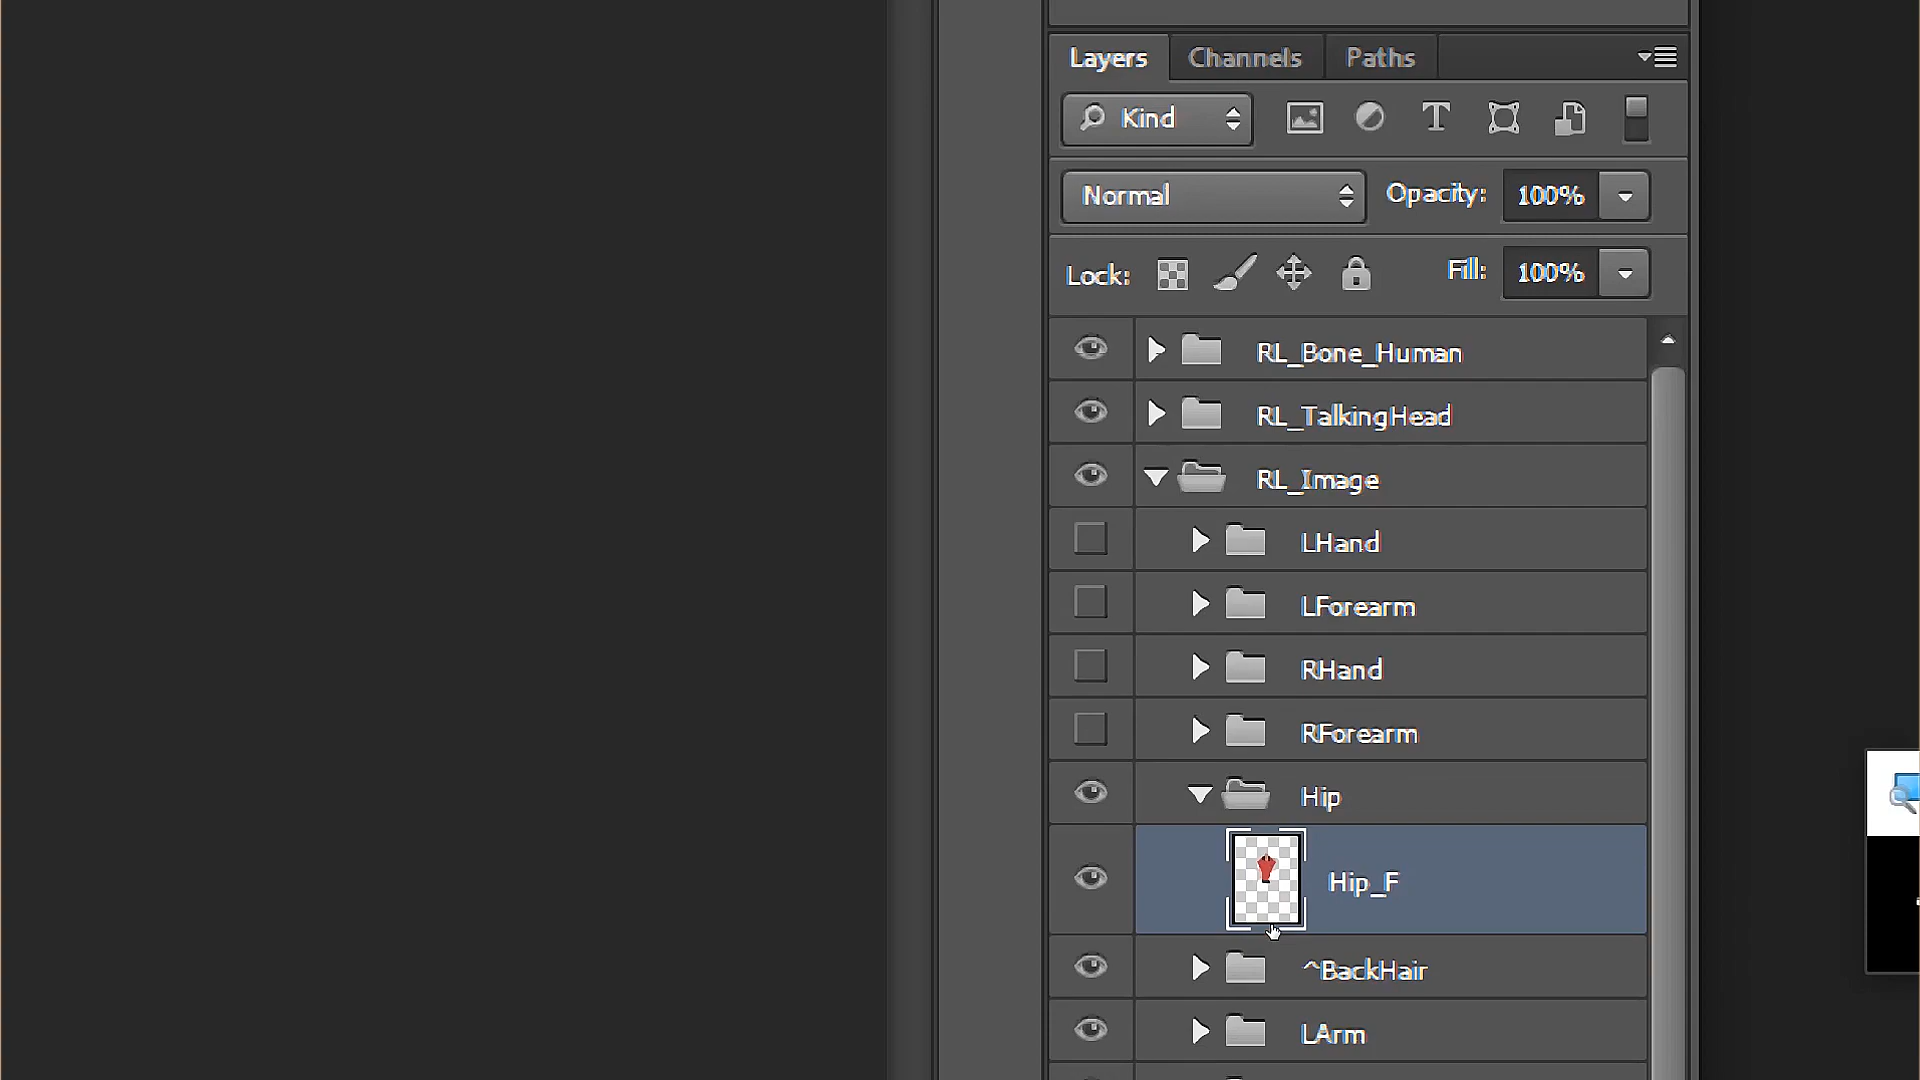 Layers Channels Paths
Kind T
Normal Opacity: 100%
Lock: Fill: 100%
RL_Bone_Human
RL_TalkingHead
RL_Image
LHand
LForearm
RHand
RForearm
Hip
Hip_F
^BackHair
LArm